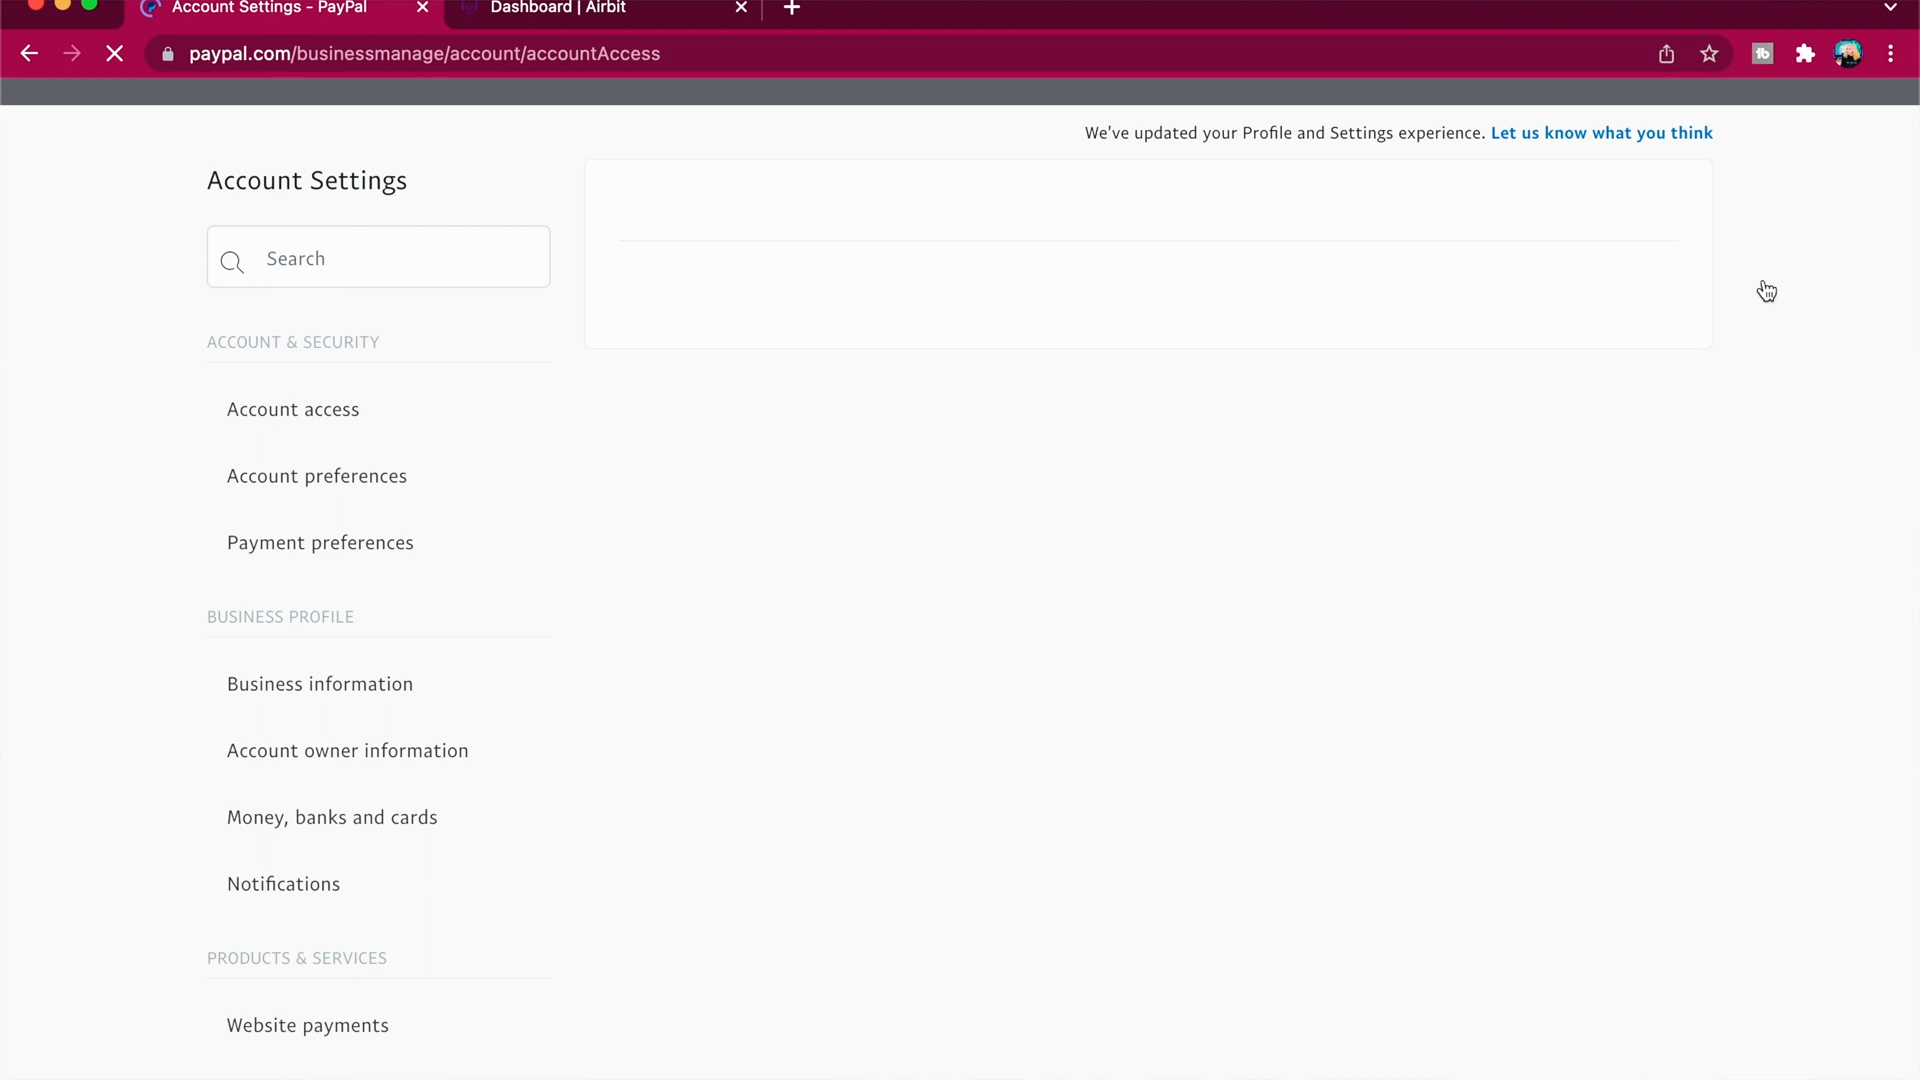 Account Settings - PayPal
Dashboard | Airbit
paypal.com/businessmanage/account/accountAccess
We've updated your Profile and Settings experience. Let us know what you think
Account Settings
Search
ACCOUNT & SECURITY
Account access
Account preferences
Payment preferences
BUSINESS PROFILE
Business information
Account owner information
Money, banks and cards
Notifications
PRODUCTS & SERVICES
Website payments